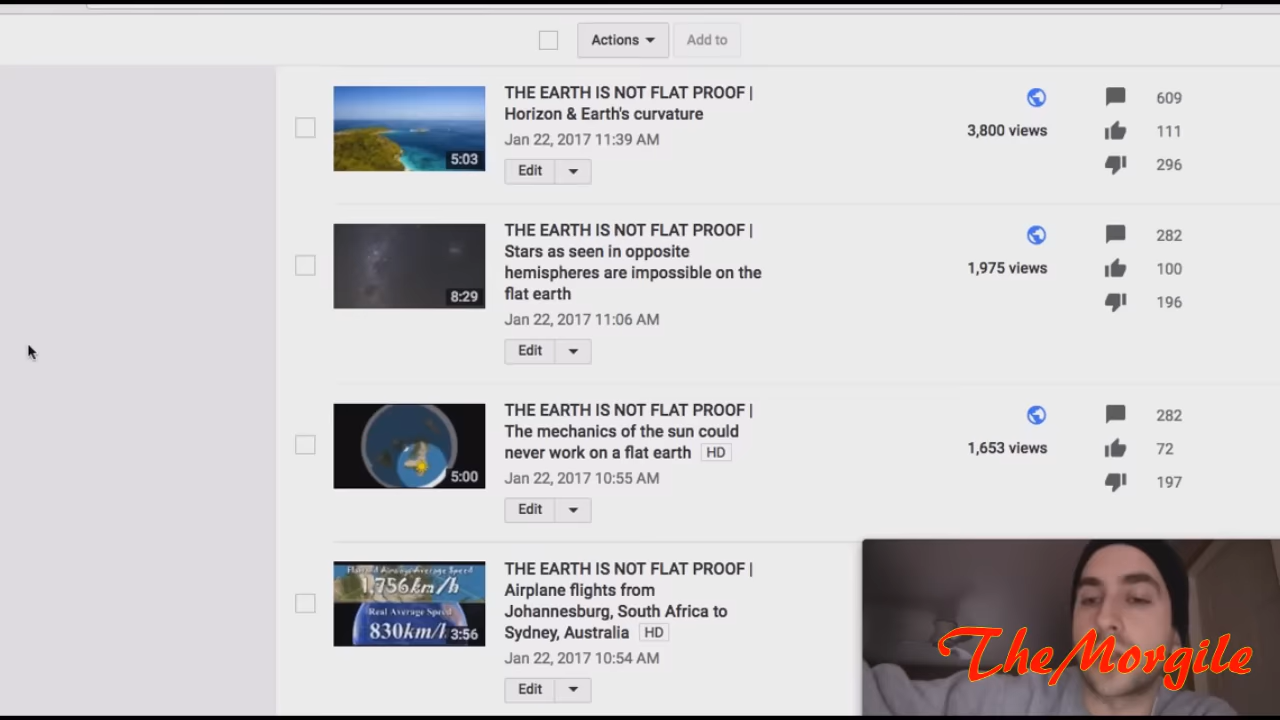 Actions Add to
THE EARTH IS NOT FLAT PROOF |
Horizon & Earth's curvature
Jan 22, 2017 11:39 AM
Edit
5:03
3,800 views
609
111
296
THE EARTH IS NOT FLAT PROOF |
Stars as seen in opposite
hemispheres are impossible on the
flat earth
Jan 22, 2017 11:06 AM
Edit
8:29
1,975 views
282
100
196
THE EARTH IS NOT FLAT PROOF |
The mechanics of the sun could
never work on a flat earth HD
Jan 22, 2017 10:55 AM
Edit
5:00
1,653 views
282
72
197
THE EARTH IS NOT FLAT PROOF |
Airplane flights from
Johannesburg, South Africa to
Sydney, Australia HD
Jan 22, 2017 10:54 AM
Edit
Average Speed
1,756km/h
Real Average Speed
830km/
3:56
TheMorgile